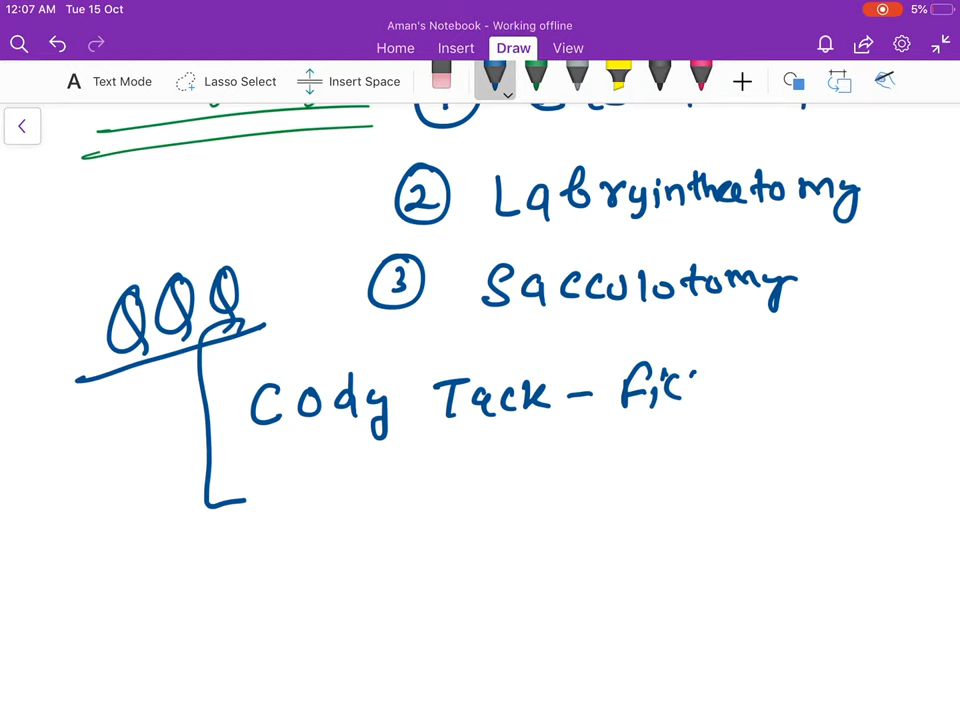 12:07 AM Tue 15 Oct 5%
Aman's Notebook - Working offline
Home Insert Draw View
A Text Mode Lasso Select Insert Space
② Labryinthectomy
③ Sacculotomy
QQQ
Cody Tack -